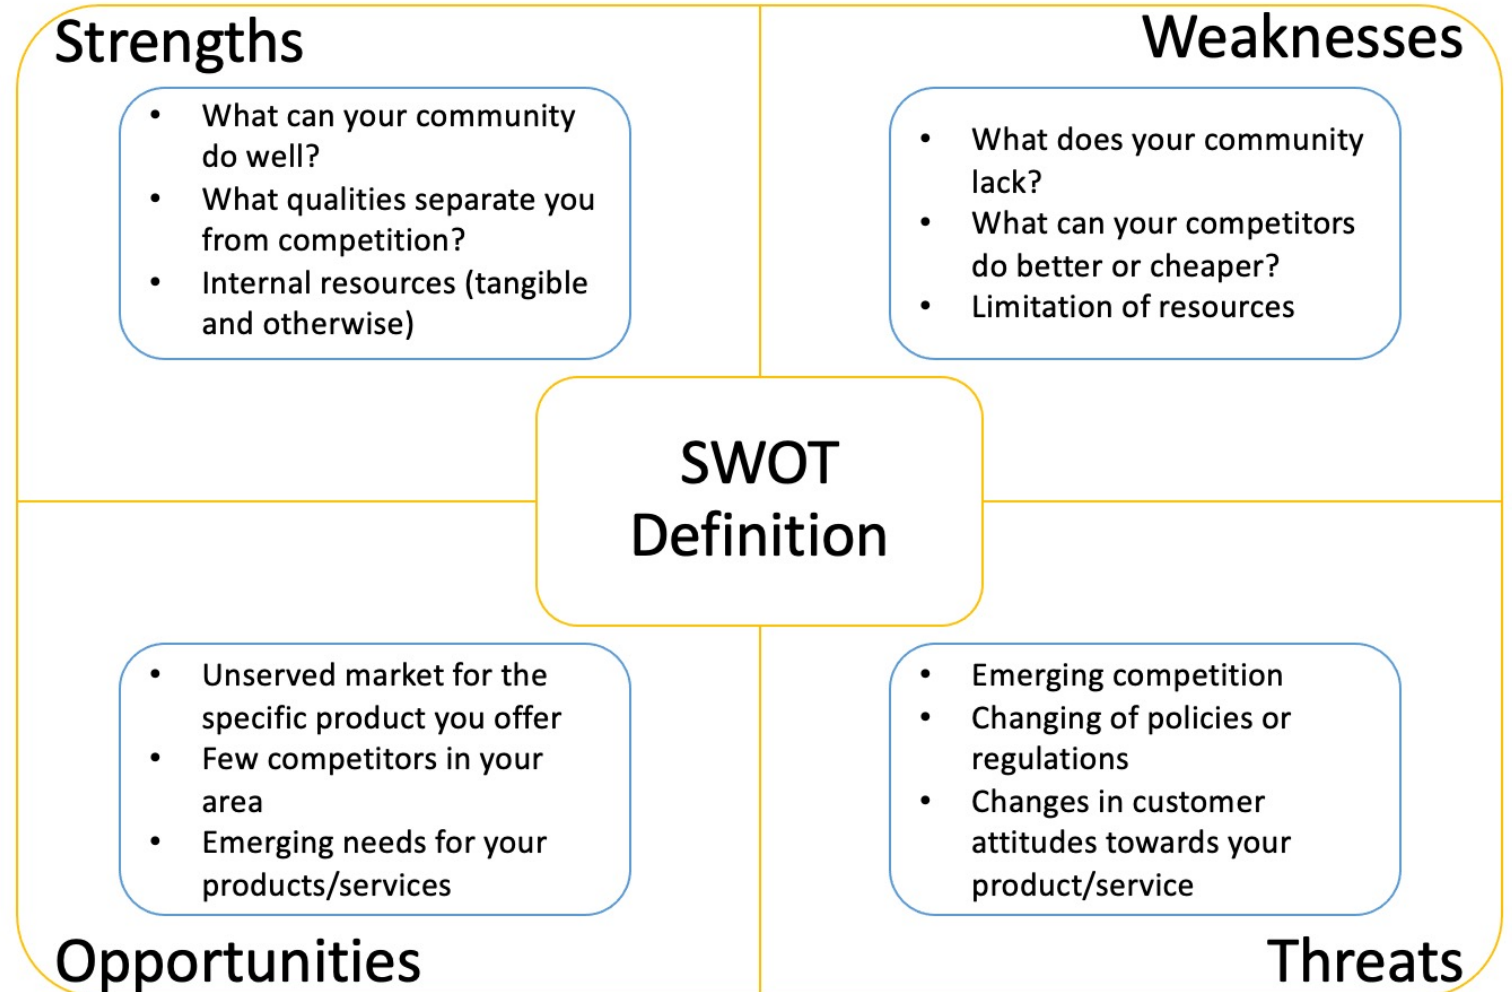 Strengths
• What can your community
do well?
• What qualities separate you
from competition?
• Internal resources (tangible
and otherwise)
Weaknesses
• What does your community
lack?
• What can your competitors
do better or cheaper?
• Limitation of resources
SWOT
Definition
• Unserved market for the
specific product you offer
• Few competitors in your
area
• Emerging needs for your
products/services
Opportunities
• Emerging competition
• Changing of policies or
regulations
• Changes in customer
attitudes towards your
product/service
Threats